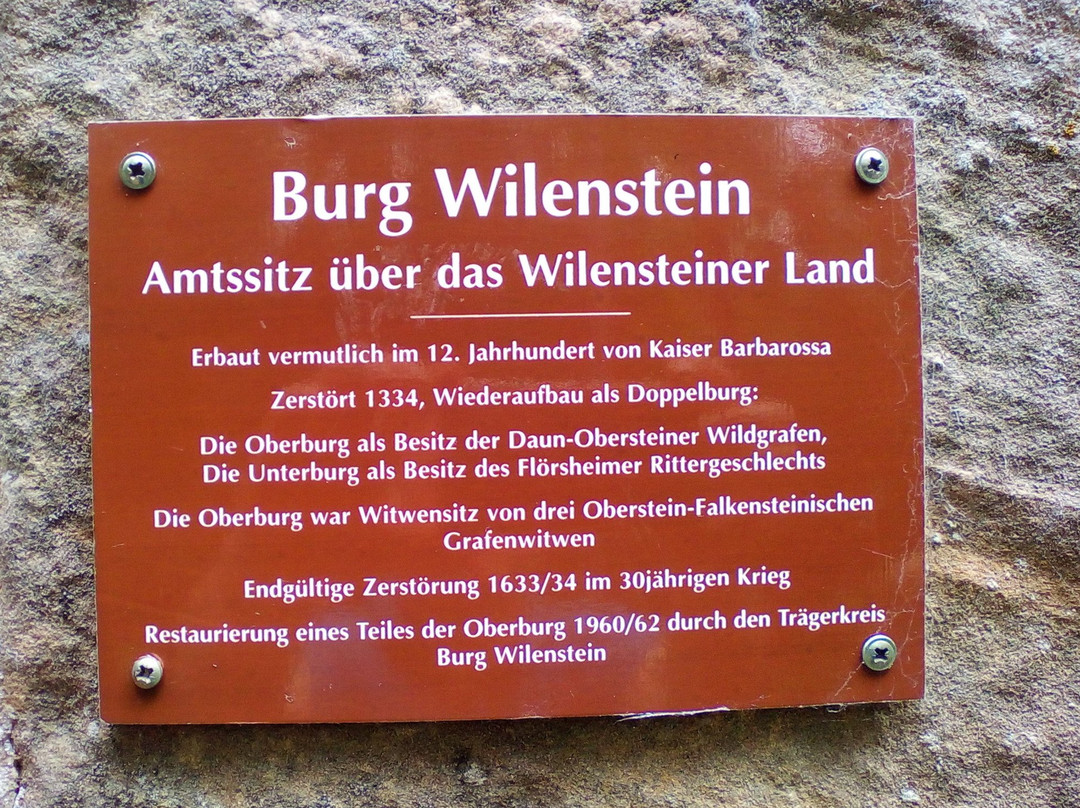 Burg Wilenstein
Amtssitz über das Wilensteiner Land
Erbaut vermutlich im 12. Jahrhundert von Kaiser Barbarossa
Zerstört 1334, Wiederaufbau als Doppelburg:
Die Oberburg als Besitz der Daun-Obersteiner Wildgrafen,
Die Unterburg als Besitz des Flörsheimer Rittergeschlechts
Die Oberburg war Witwensitz von drei Oberstein-Falkensteinischen
Grafenwitwen
Endgültige Zerstörung 1633/34 im 30jährigen Krieg
Restaurierung eines Teiles der Oberburg 1960/62 durch den Trägerkreis
Burg Wilenstein